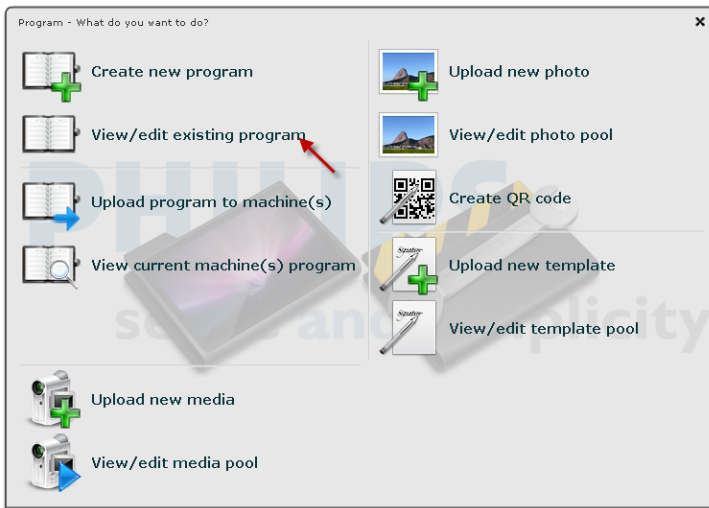 Program - What do you want to do?
Create new program
View/edit existing program
Upload program to machine(s)
View current machine(s) program
Upload new media
View/edit media pool
Upload new photo
View/edit photo pool
Create QR code
Upload new template
View/edit template pool
PHILIPS